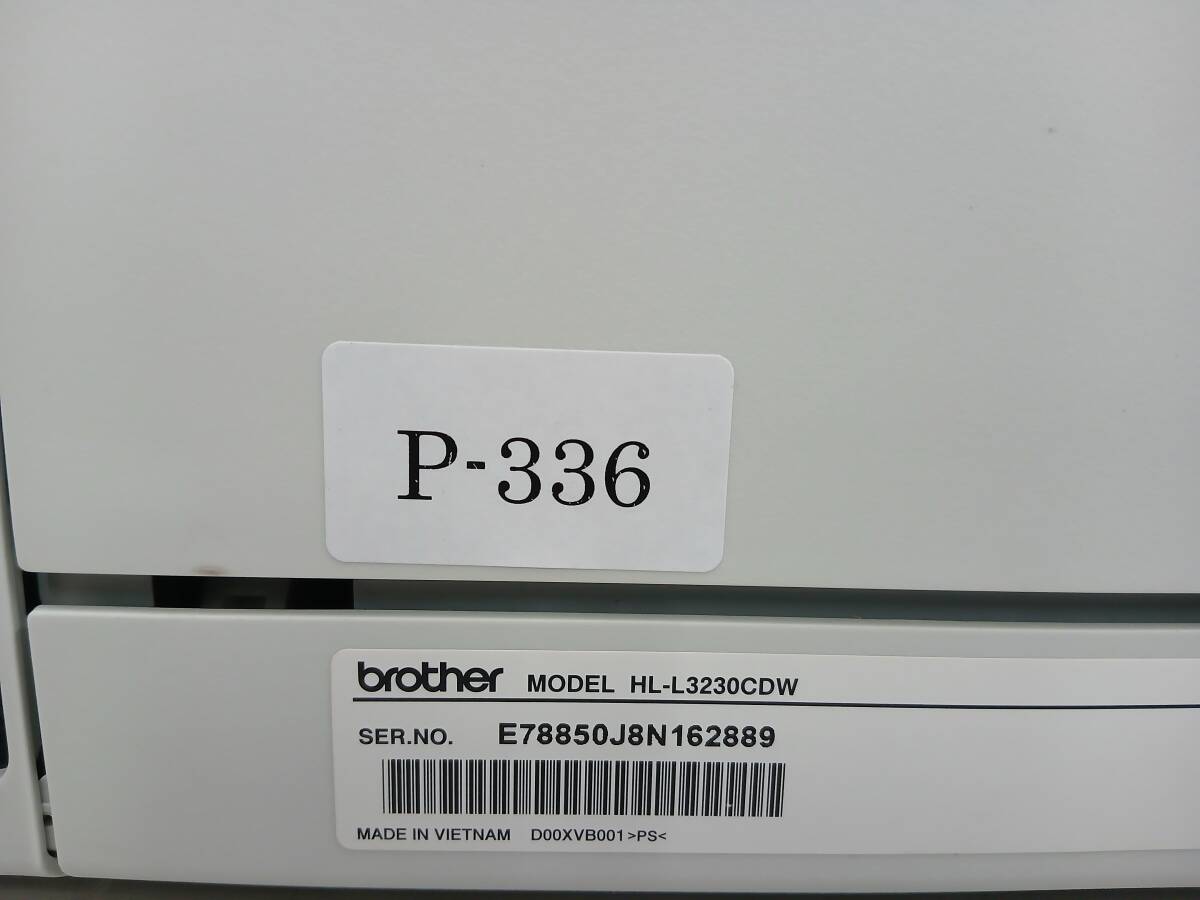 P-336
brother MODEL HL-L3230CDW
SER.NO. E78850J8N162889
MADE IN VIETNAM D00XVB001 >PS<